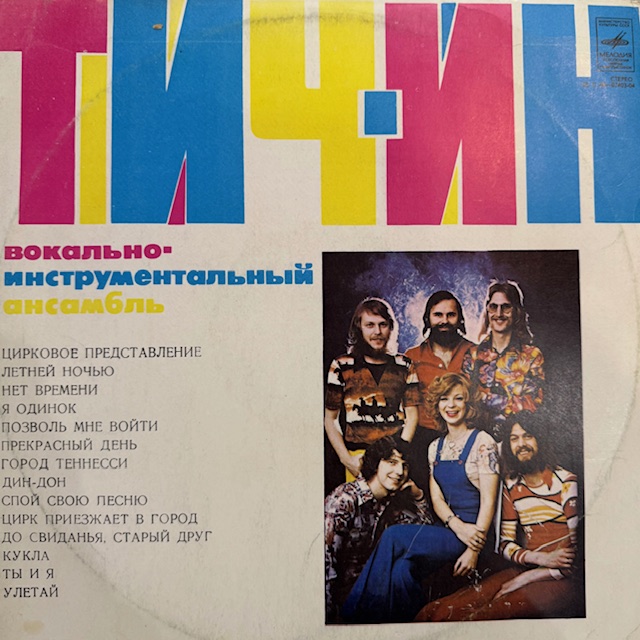 ТИЧ-ИН
МЕЛОДИЯ
СТЕРЕО
вокально-
инструментальный
ансамбль
ЦИРКОВОЕ ПРЕДСТАВЛЕНИЕ
ЛЕТНЕЙ НОЧЬЮ
НЕТ ВРЕМЕНИ
Я ОДИНОК
ПОЗВОЛЬ МНЕ ВОЙТИ
ПРЕКРАСНЫЙ ДЕНЬ
ГОРОД ТЕННЕССИ
ДИН-ДОН
СПОЙ СВОЮ ПЕСНЮ
ЦИРК ПРИЕЗЖАЕТ В ГОРОД
ДО СВИДАНЬЯ, СТАРЫЙ ДРУГ
КУКЛА
ТЫ И Я
УЛЕТАЙ